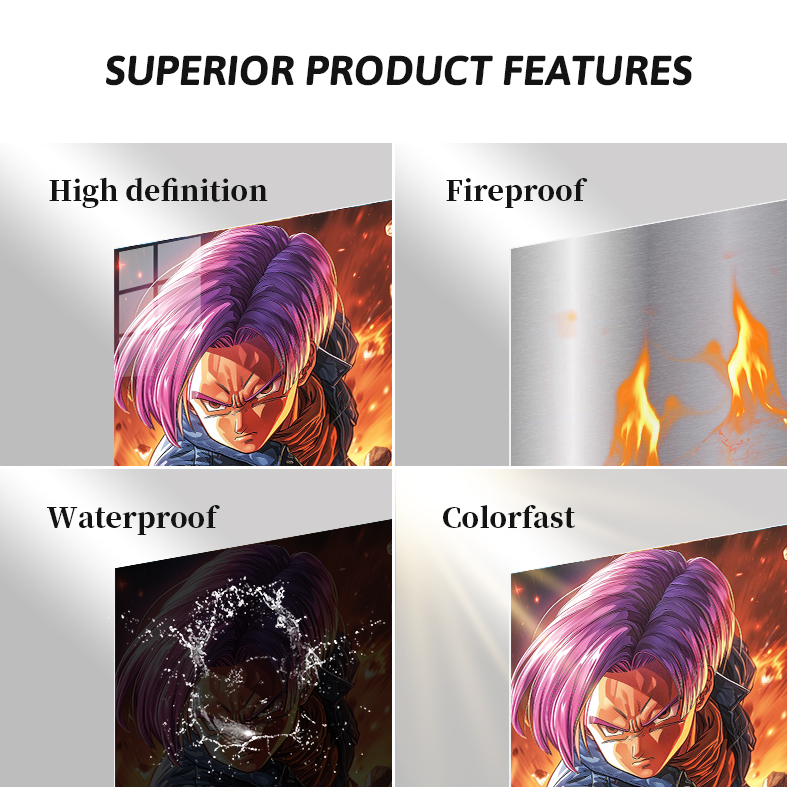 SUPERIOR PRODUCT FEATURES
High definition
Fireproof
Waterproof
Colorfast